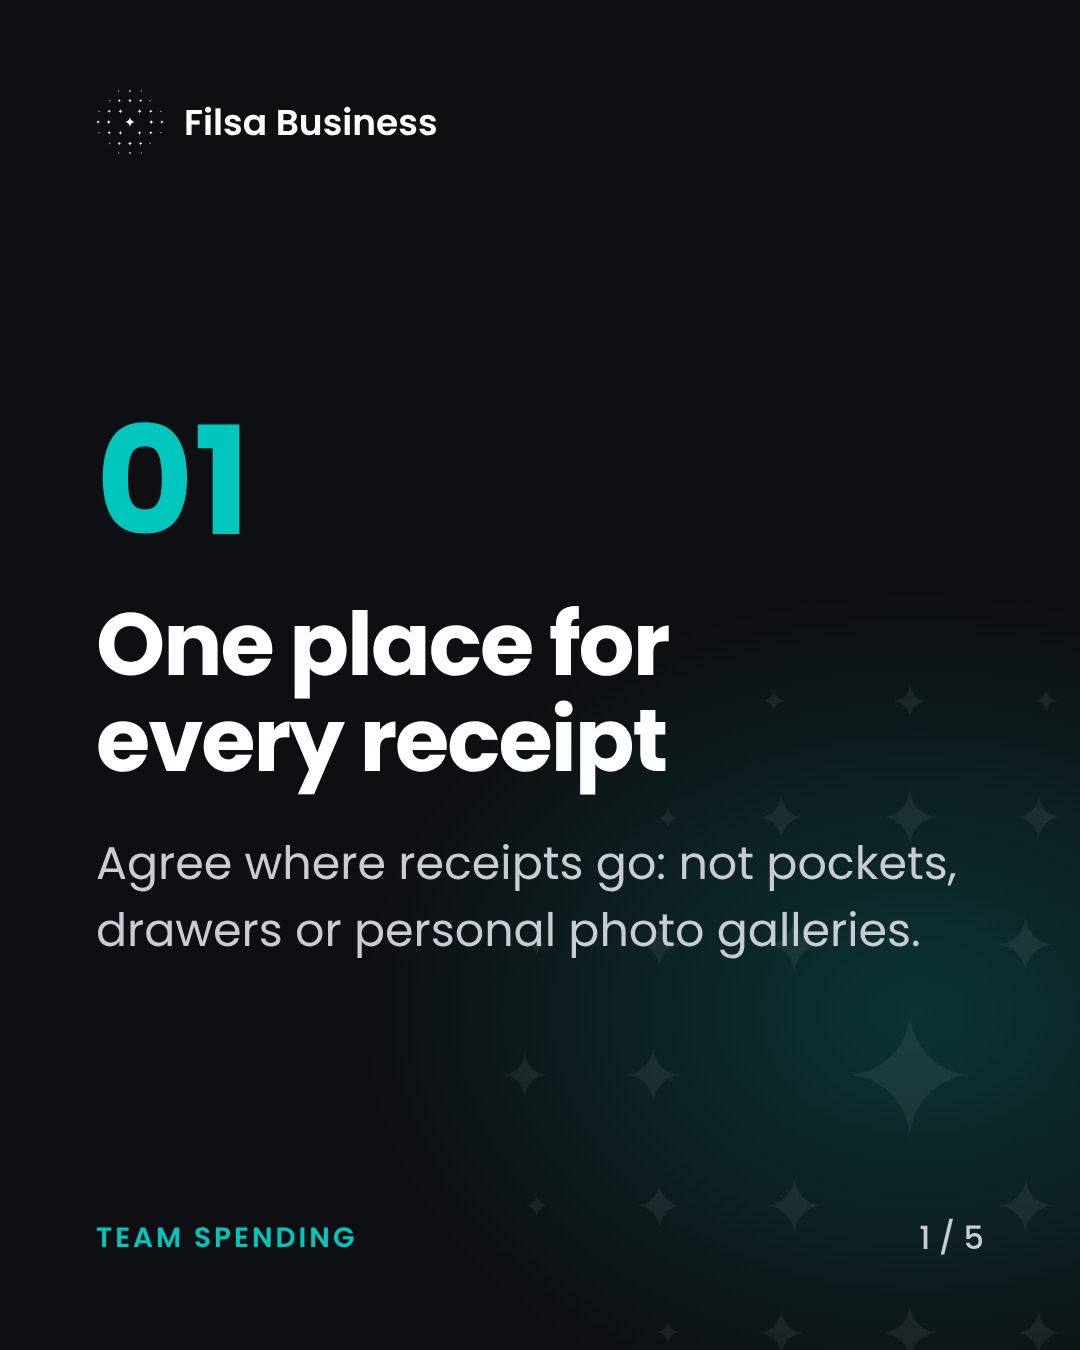 Filsa Business
01
One place for
every receipt
Agree where receipts go: not pockets,
drawers or personal photo galleries.
TEAM SPENDING
1 / 5